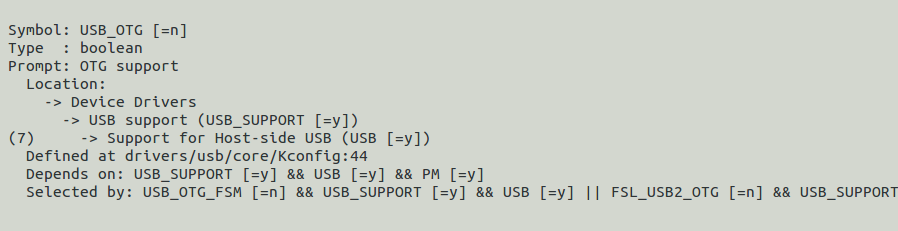 Symbol: USB_OTG [=n]
Type  : boolean
Prompt: OTG support
  Location:
    -> Device Drivers
      -> USB support (USB_SUPPORT [=y])
(7)     -> Support for Host-side USB (USB [=y])
  Defined at drivers/usb/core/Kconfig:44
  Depends on: USB_SUPPORT [=y] && USB [=y] && PM [=y]
  Selected by: USB_OTG_FSM [=n] && USB_SUPPORT [=y] && USB [=y] || FSL_USB2_OTG [=n] && USB_SUPPORT